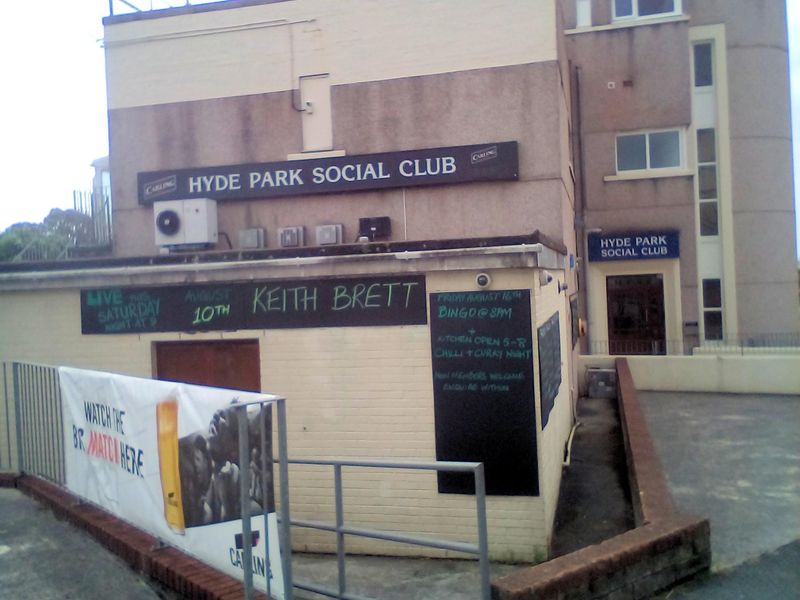 CARLING
HYDE PARK SOCIAL CLUB
CARLING
HYDE PARK
SOCIAL CLUB
LIVE THIS
SATURDAY
NIGHT AT 9
AUGUST
10TH
KEITH BRETT
FRIDAY AUGUST 16TH
BINGO@8PM
+
KITCHEN OPEN 5-8
CHILLI + CURRY NIGHT
NON MEMBERS WELCOME
ENQUIRE WITHIN
WATCH THE
MATCH HERE
CARLING